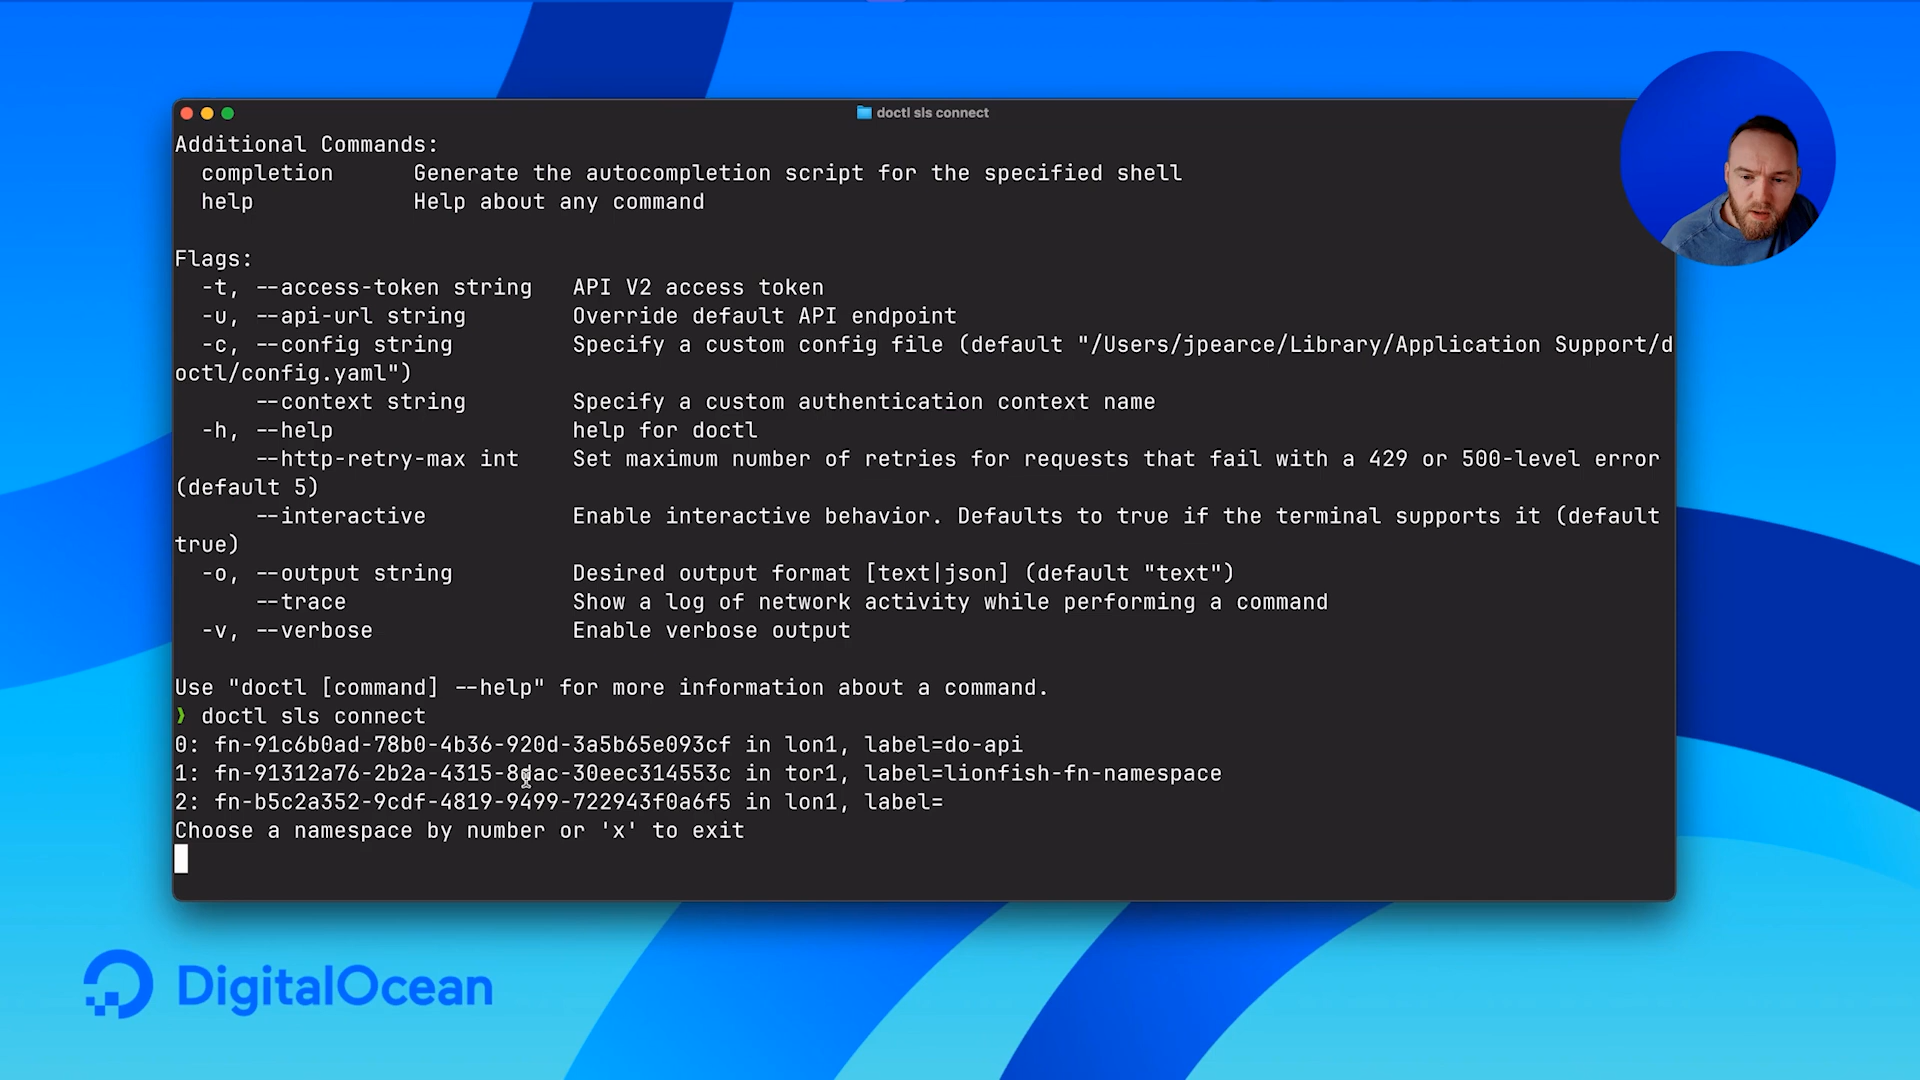 doctl sls connect
Additional Commands:
completion Generate the autocompletion script for the specified shell
help Help about any command
Flags:
-t, --access-token string API V2 access token
-u, --api-url string Override default API endpoint
-c, --config string Specify a custom config file (default "/Users/jpearce/Library/Application Support/d
octl/config.yaml")
--context string Specify a custom authentication context name
-h, --help help for doctl
--http-retry-max int Set maximum number of retries for requests that fail with a 429 or 500-level error
(default 5)
--interactive Enable interactive behavior. Defaults to true if the terminal supports it (default
true)
-o, --output string Desired output format [text|json] (default "text")
--trace Show a log of network activity while performing a command
-v, --verbose Enable verbose output
Use "doctl [command] --help" for more information about a command.
❯ doctl sls connect
0: fn-91c6b0ad-78b0-4b36-920d-3a5b65e093cf in lon1, label=do-api
1: fn-91312a76-2b2a-4315-8dac-30eec314553c in tor1, label=lionfish-fn-namespace
2: fn-b5c2a352-9cdf-4819-9499-722943f0a6f5 in lon1, label=
Choose a namespace by number or 'x' to exit
DigitalOcean